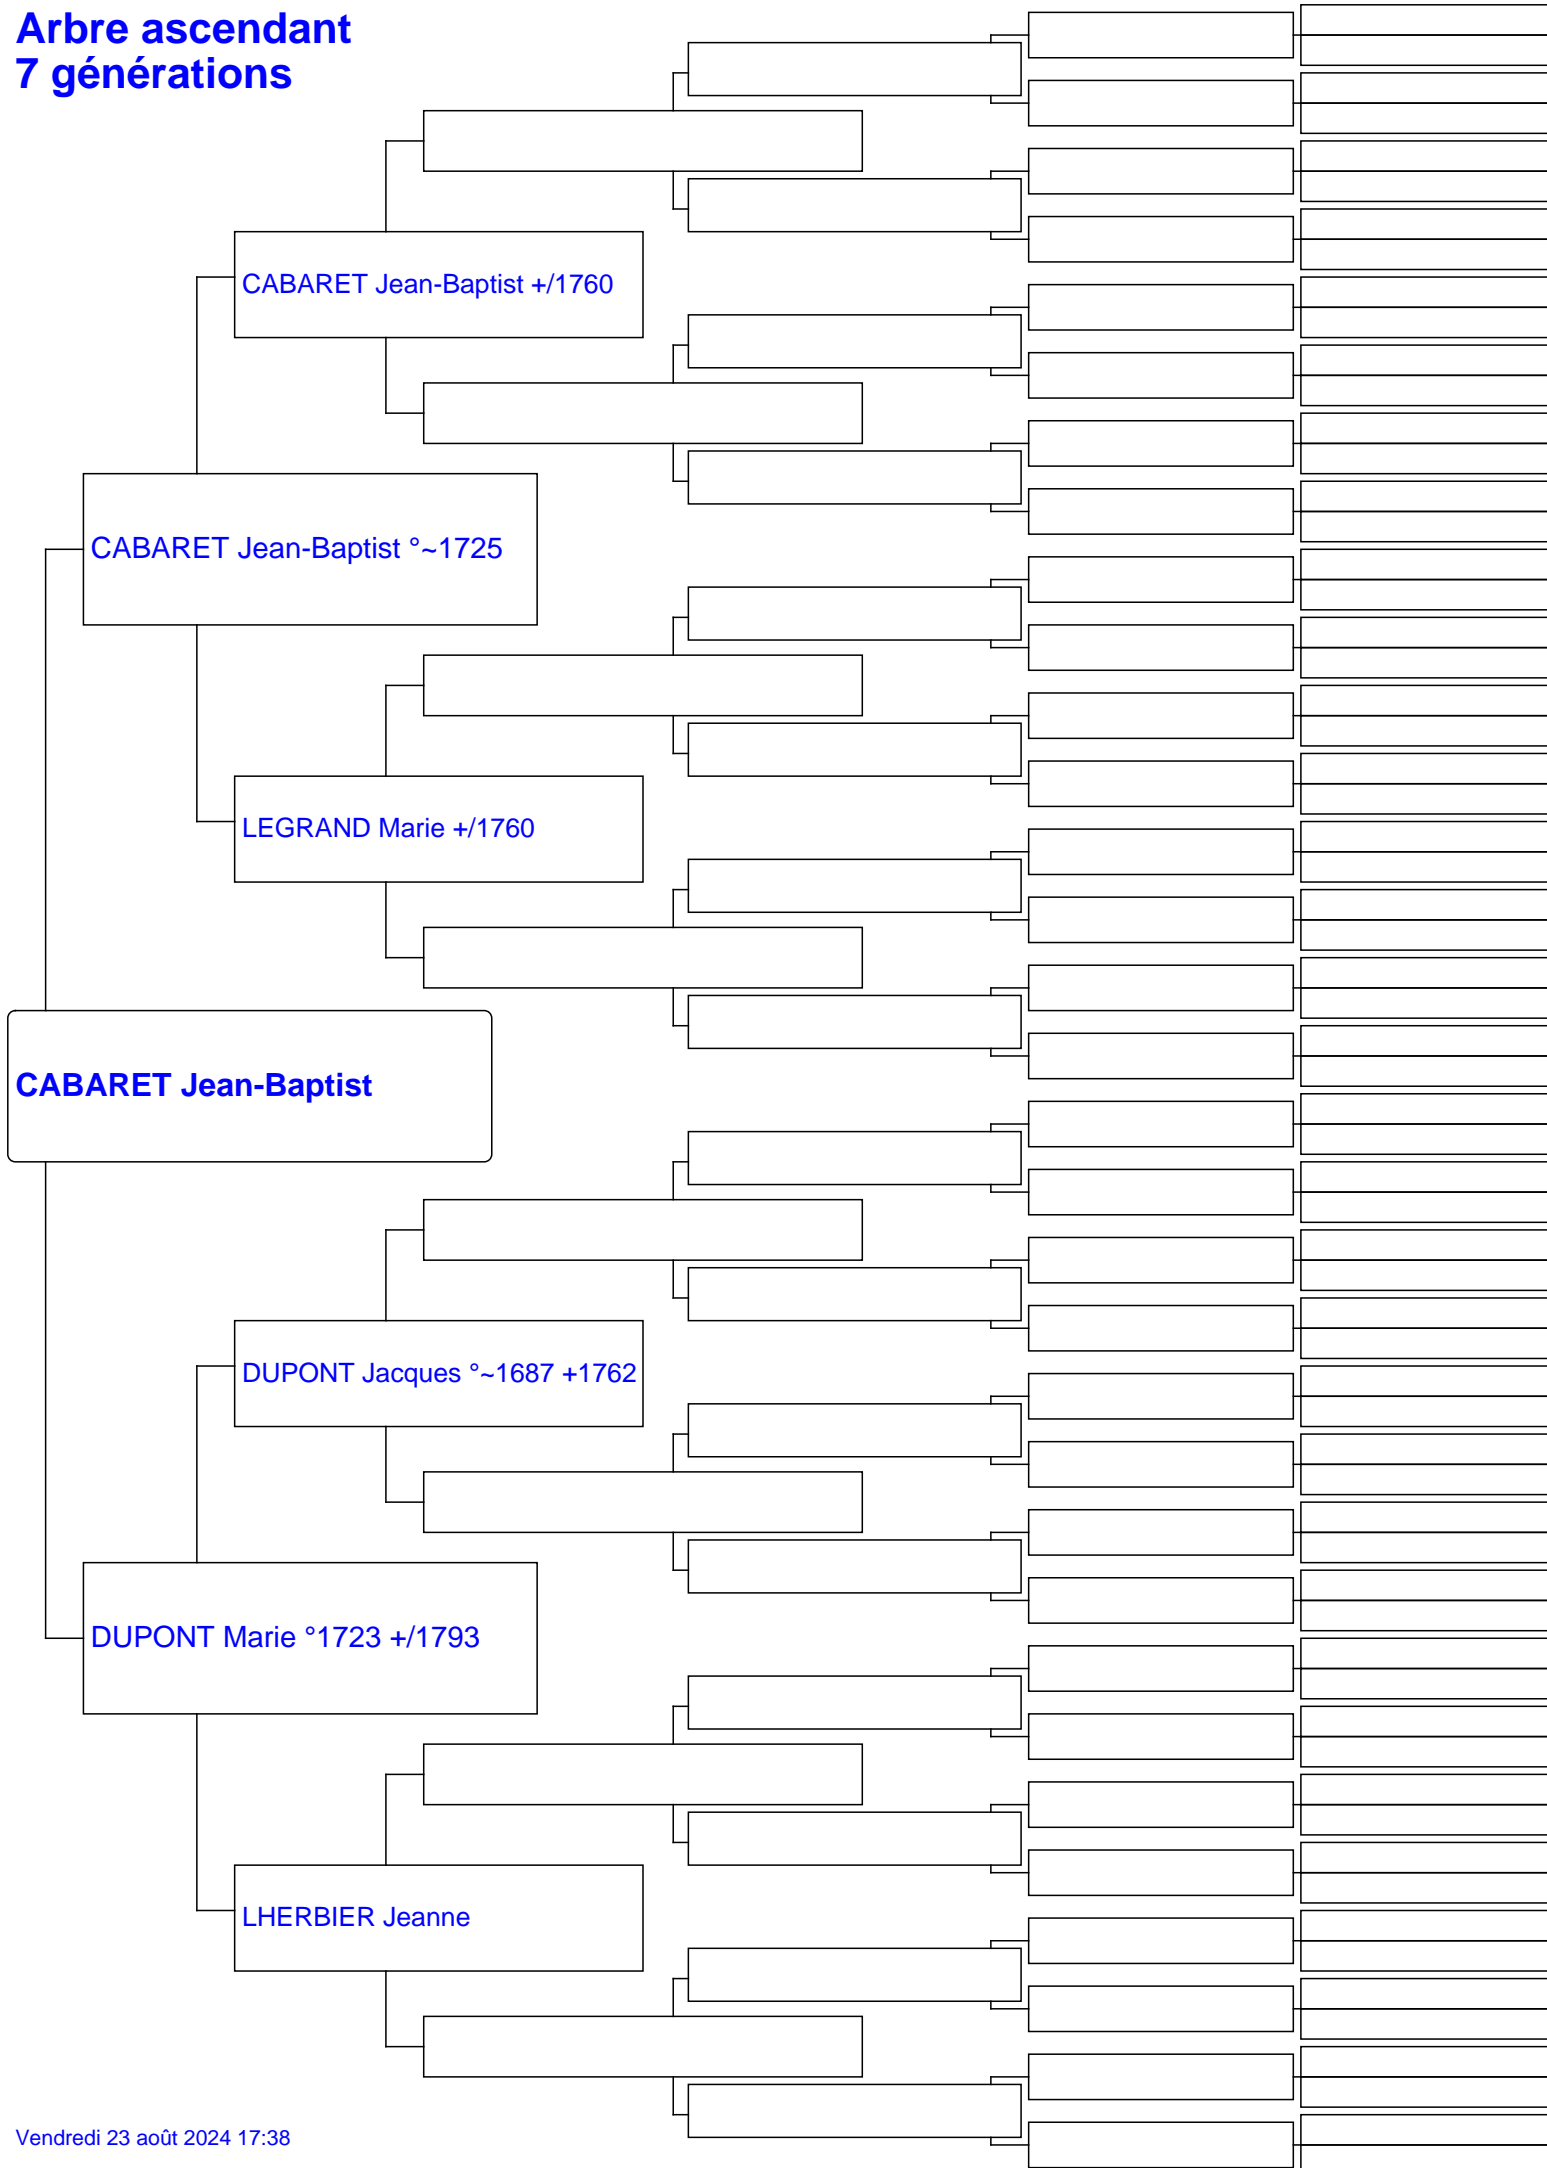 Arbre ascendant
7 générations
CABARET Jean-Baptist +/1760
CABARET Jean-Baptist °~1725
LEGRAND Marie +/1760
CABARET Jean-Baptist
DUPONT Jacques °~1687 +1762
DUPONT Marie °1723 +/1793
LHERBIER Jeanne
Vendredi 23 août 2024 17:38